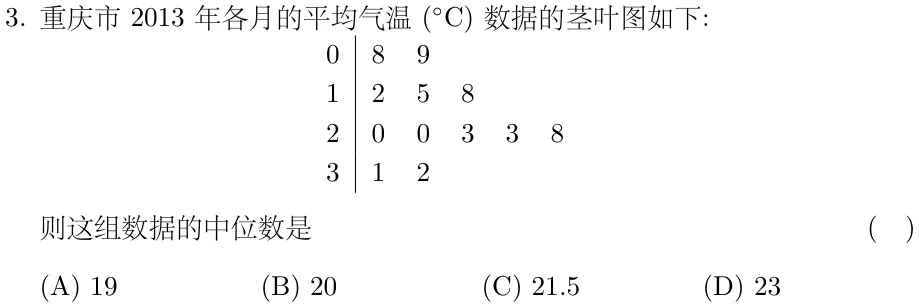 3. 重庆市 2013 年各月的平均气温 (°C) 数据的茎叶图如下:
0 8 9
1 2 5 8
2 0 0 3 3 8
3 1 2
则这组数据的中位数是 ( )
(A) 19 (B) 20 (C) 21.5 (D) 23